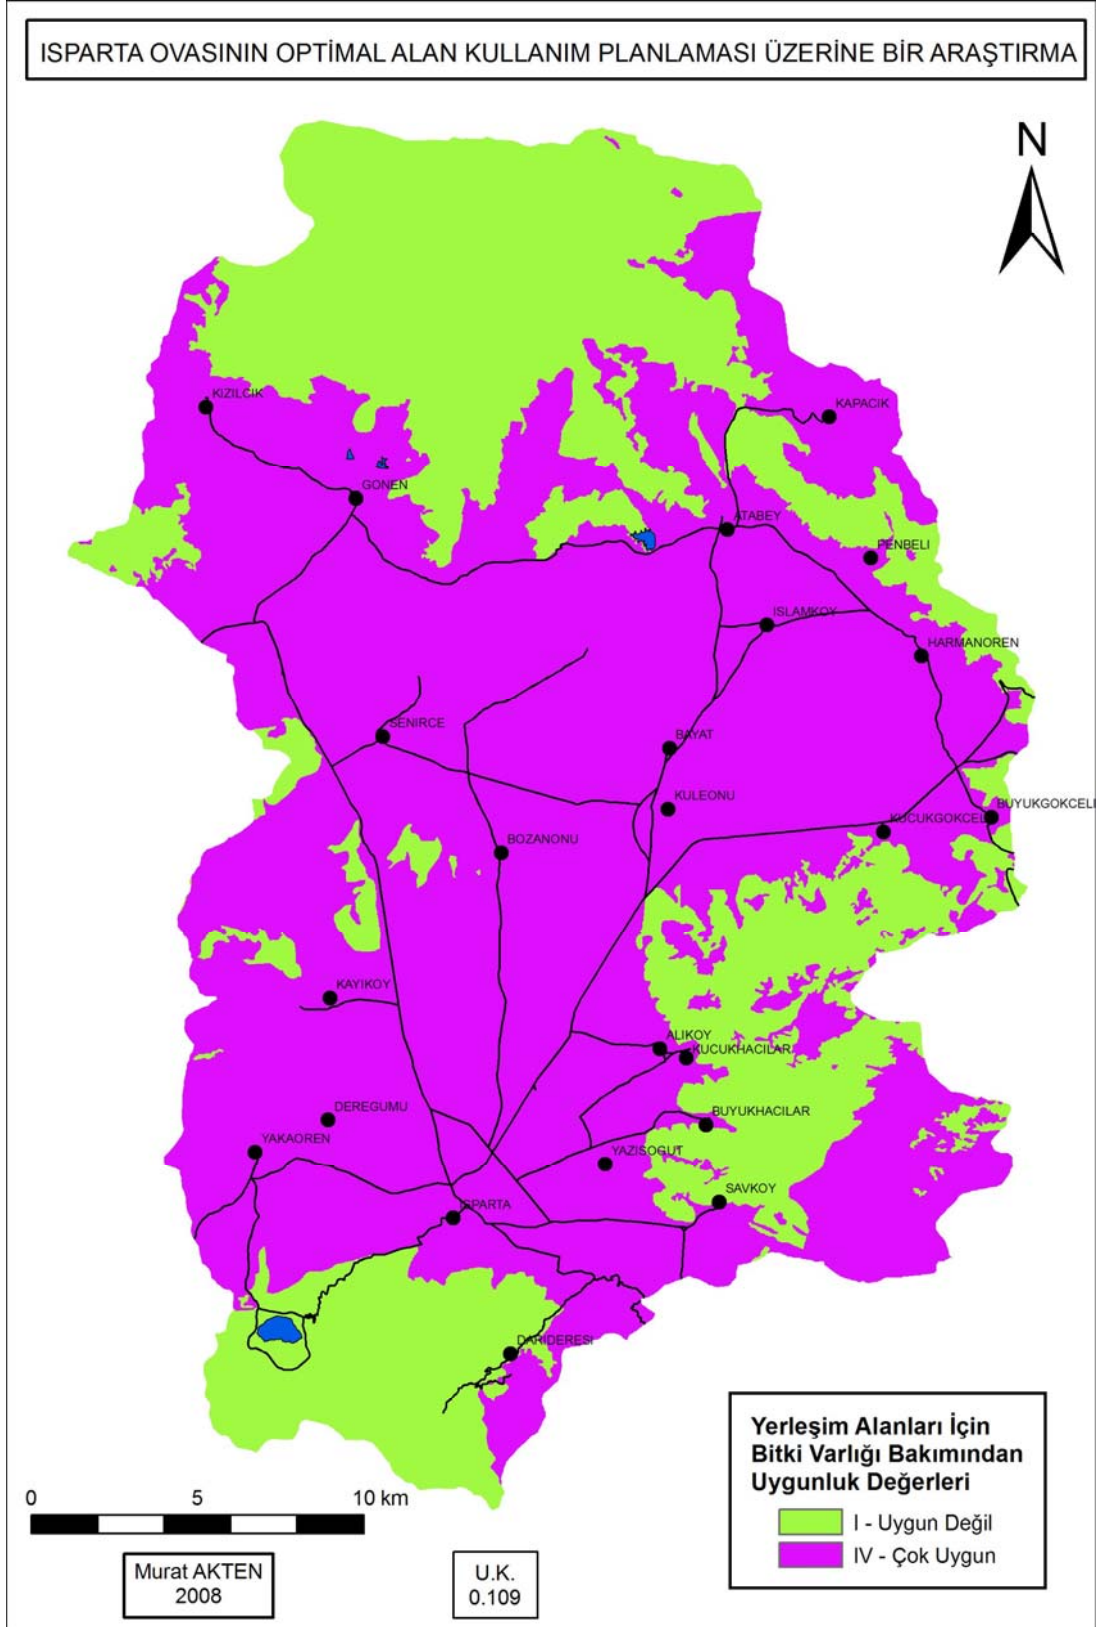 ISPARTA OVASININ OPTİMAL ALAN KULLANIM PLANLAMASI ÜZERİNE BİR ARAŞTIRMA
N
KIZILCIK
KAPACIK
GONEN
ATABEY
PENBELI
ISLAMKOY
HARMANOREN
SENIRCE
BAYAT
KULEONU
BUYUKGOKCELI
KUCUKGOKCELI
BOZANONU
KAYIKOY
ALIKOY
KUCUKHACILAR
DEREGUMU
BUYUKHACILAR
YAKAOREN
YAZISOGUT
SAVKOY
ISPARTA
DARIDERESI
Yerleşim Alanları İçin
Bitki Varlığı Bakımından
Uygunluk Değerleri
I - Uygun Değil
IV - Çok Uygun
0 5 10 km
Murat AKTEN
2008
U.K.
0.109